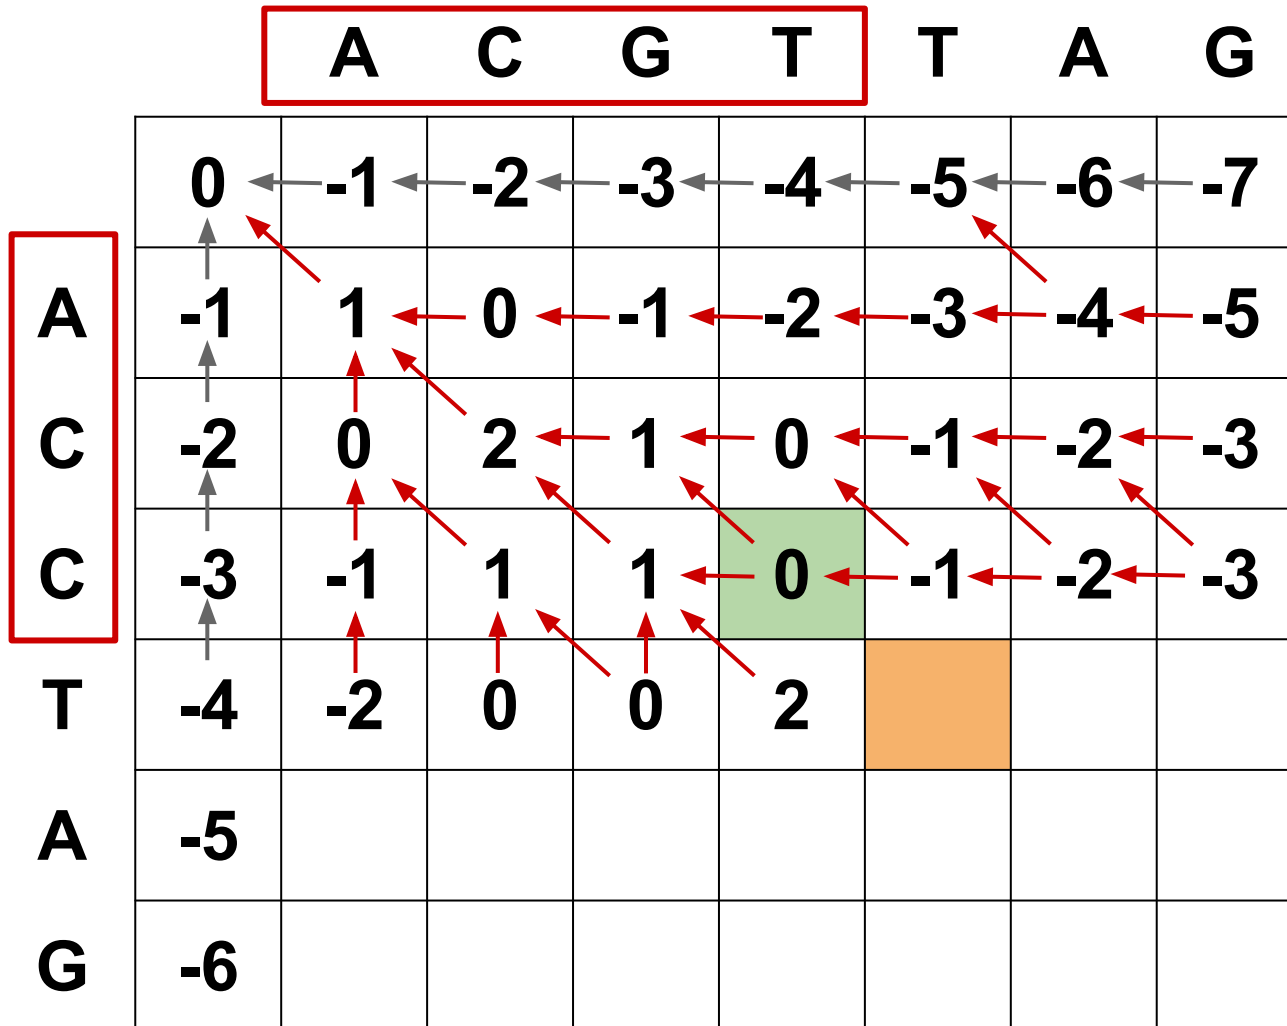 A C G T T A G
0 -1 -2 -3 -4 -5 -6 -7
A -1 1 0 -1 -2 -3 -4 -5
C -2 0 2 1 0 -1 -2 -3
C -3 -1 1 1 0 -1 -2 -3
T -4 -2 0 0 2
A -5
G -6